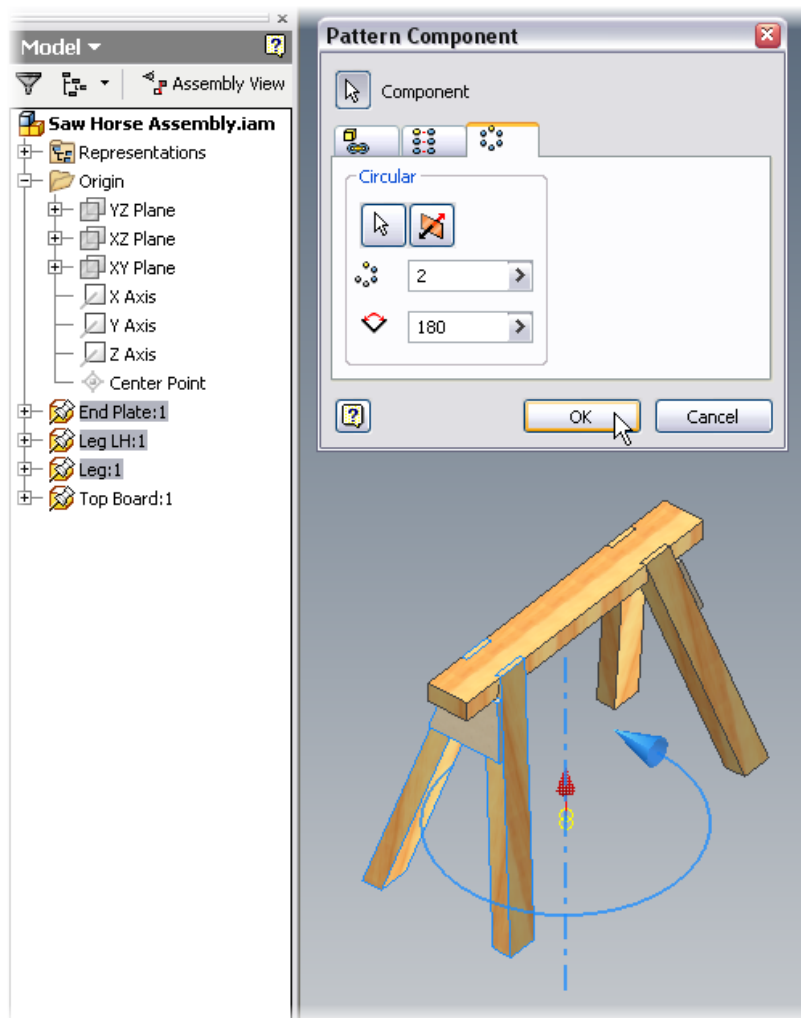 Model
Assembly View
Saw Horse Assembly.iam
Representations
Origin
YZ Plane
XZ Plane
XY Plane
X Axis
Y Axis
Z Axis
Center Point
End Plate:1
Leg LH:1
Leg:1
Top Board:1
Pattern Component
Component
Circular
2
180
OK
Cancel